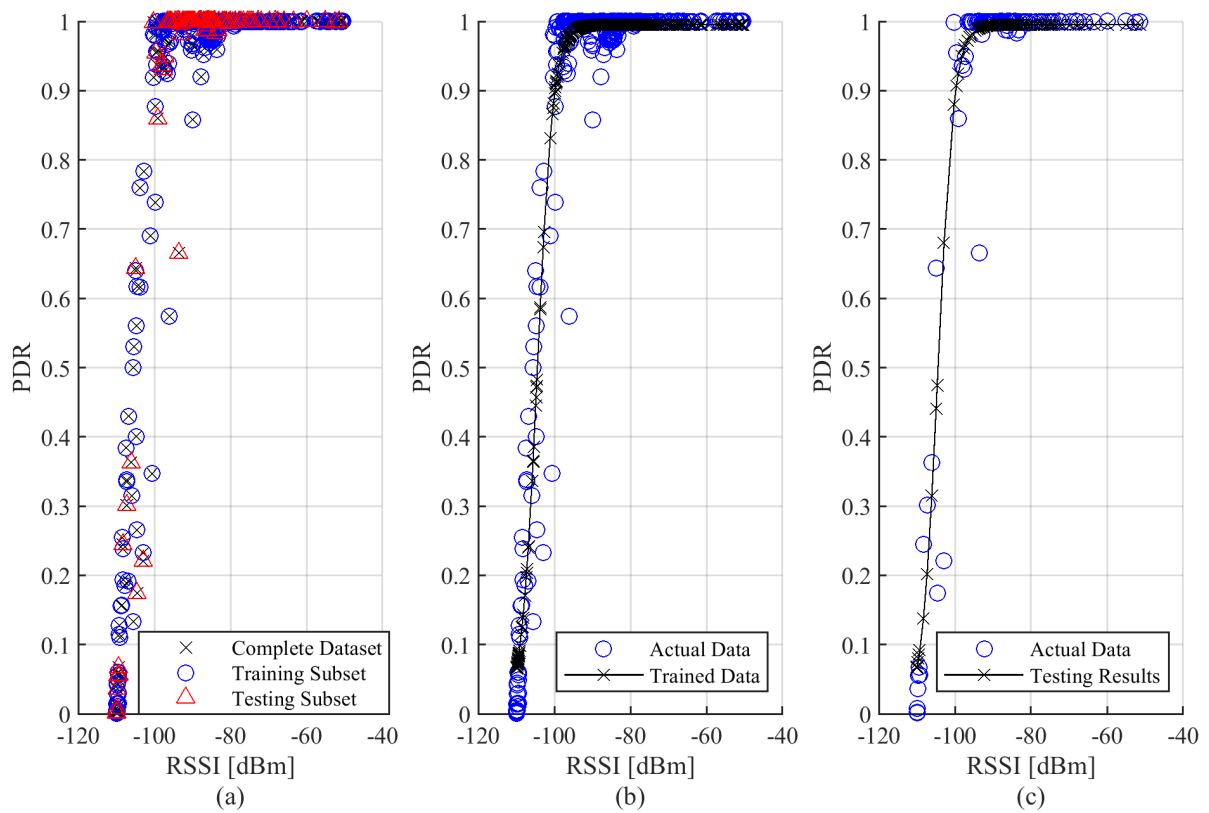 1
0.9
0.8
0.7
0.6
0.5
0.4
0.3
0.2
0.1
0
PDR
-120 -100 -80 -60 -40
RSSI [dBm]
(a)
Complete Dataset
Training Subset
Testing Subset
1
0.9
0.8
0.7
0.6
0.5
0.4
0.3
0.2
0.1
0
PDR
-120 -100 -80 -60 -40
RSSI [dBm]
(b)
Actual Data
Trained Data
1
0.9
0.8
0.7
0.6
0.5
0.4
0.3
0.2
0.1
0
PDR
-120 -100 -80 -60 -40
RSSI [dBm]
(c)
Actual Data
Testing Results